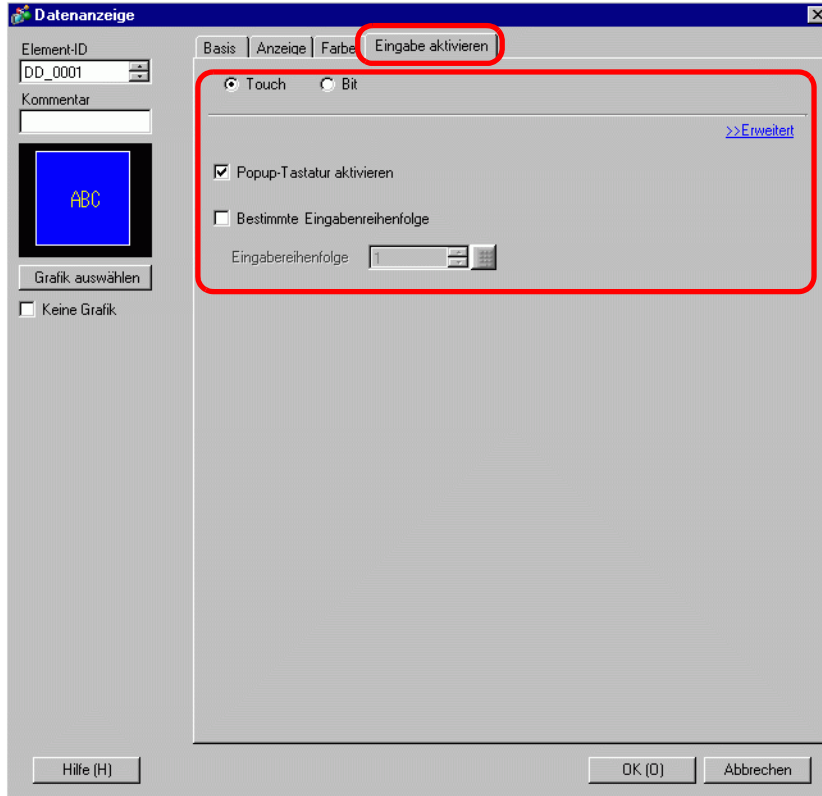 Datenanzeige
Element-ID
DD_0001
Kommentar
ABC
Grafik auswählen
Keine Grafik
Basis Anzeige Farbe Eingabe aktivieren
Touch Bit
>>Erweitert
Popup-Tastatur aktivieren
Bestimmte Eingabenreihenfolge
Eingabereihenfolge 1
Hilfe (H) OK (O) Abbrechen